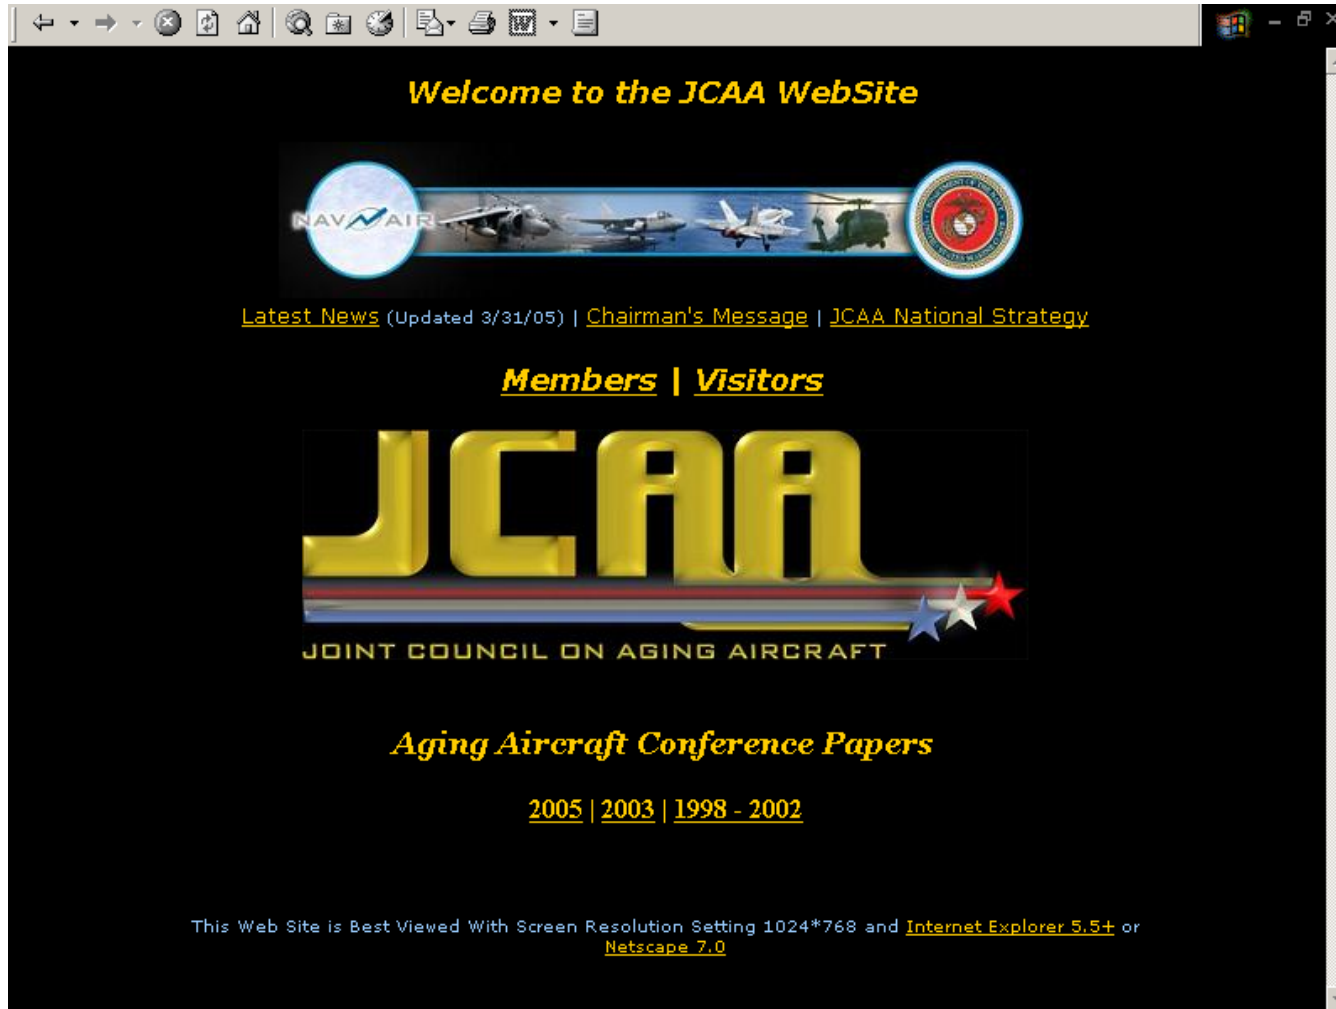 Welcome to the JCAA WebSite
NAVAIR
Latest News (Updated 3/31/05) | Chairman's Message | JCAA National Strategy
Members | Visitors
JCAA
JOINT COUNCIL ON AGING AIRCRAFT
Aging Aircraft Conference Papers
2005 | 2003 | 1998 - 2002
This Web Site is Best Viewed With Screen Resolution Setting 1024*768 and Internet Explorer 5.5+ or
Netscape 7.0